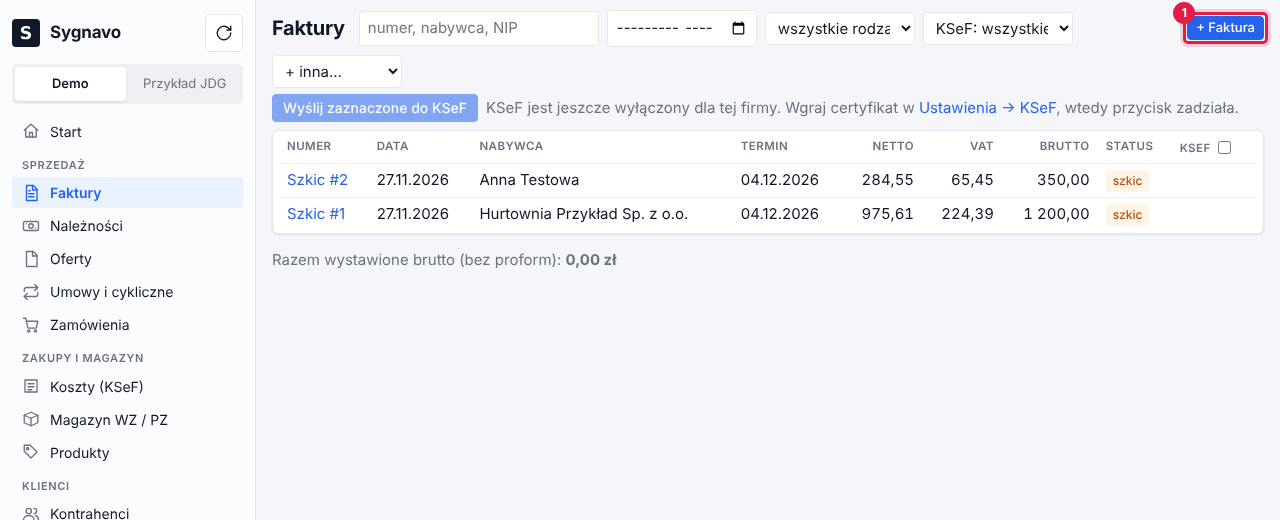 S Sygnavo
Demo Przykład JDG
Start
SPRZEDAŻ
Faktury
Należności
Oferty
Umowy i cykliczne
Zamówienia
ZAKUPY I MAGAZYN
Koszty (KSeF)
Magazyn WZ / PZ
Produkty
KLIENCI
Kontrahenci
Faktury numer, nabywca, NIP --------- ---- wszystkie rodza KSeF: wszystkie 1 + Faktura
+ inna...
Wyślij zaznaczone do KSeF KSeF jest jeszcze wyłączony dla tej firmy. Wgraj certyfikat w Ustawienia → KSeF, wtedy przycisk zadziała.
NUMER DATA NABYWCA TERMIN NETTO VAT BRUTTO STATUS KSEF
Szkic #2 27.11.2026 Anna Testowa 04.12.2026 284,55 65,45 350,00 szkic
Szkic #1 27.11.2026 Hurtownia Przykład Sp. z o.o. 04.12.2026 975,61 224,39 1 200,00 szkic
Razem wystawione brutto (bez proform): 0,00 zł